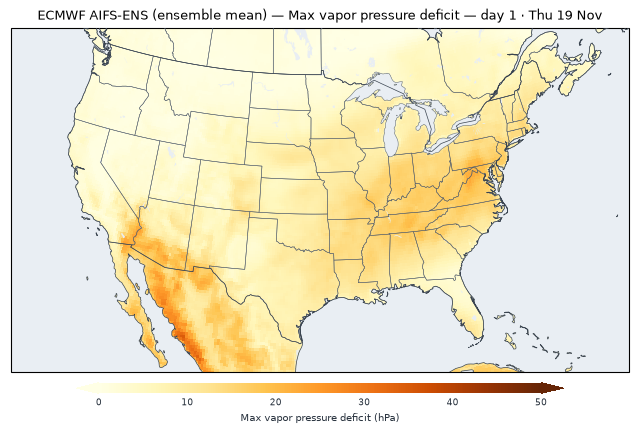 ECMWF AIFS-ENS (ensemble mean) — Max vapor pressure deficit — day 1 · Thu 19 Nov
0 10 20 30 40 50
Max vapor pressure deficit (hPa)